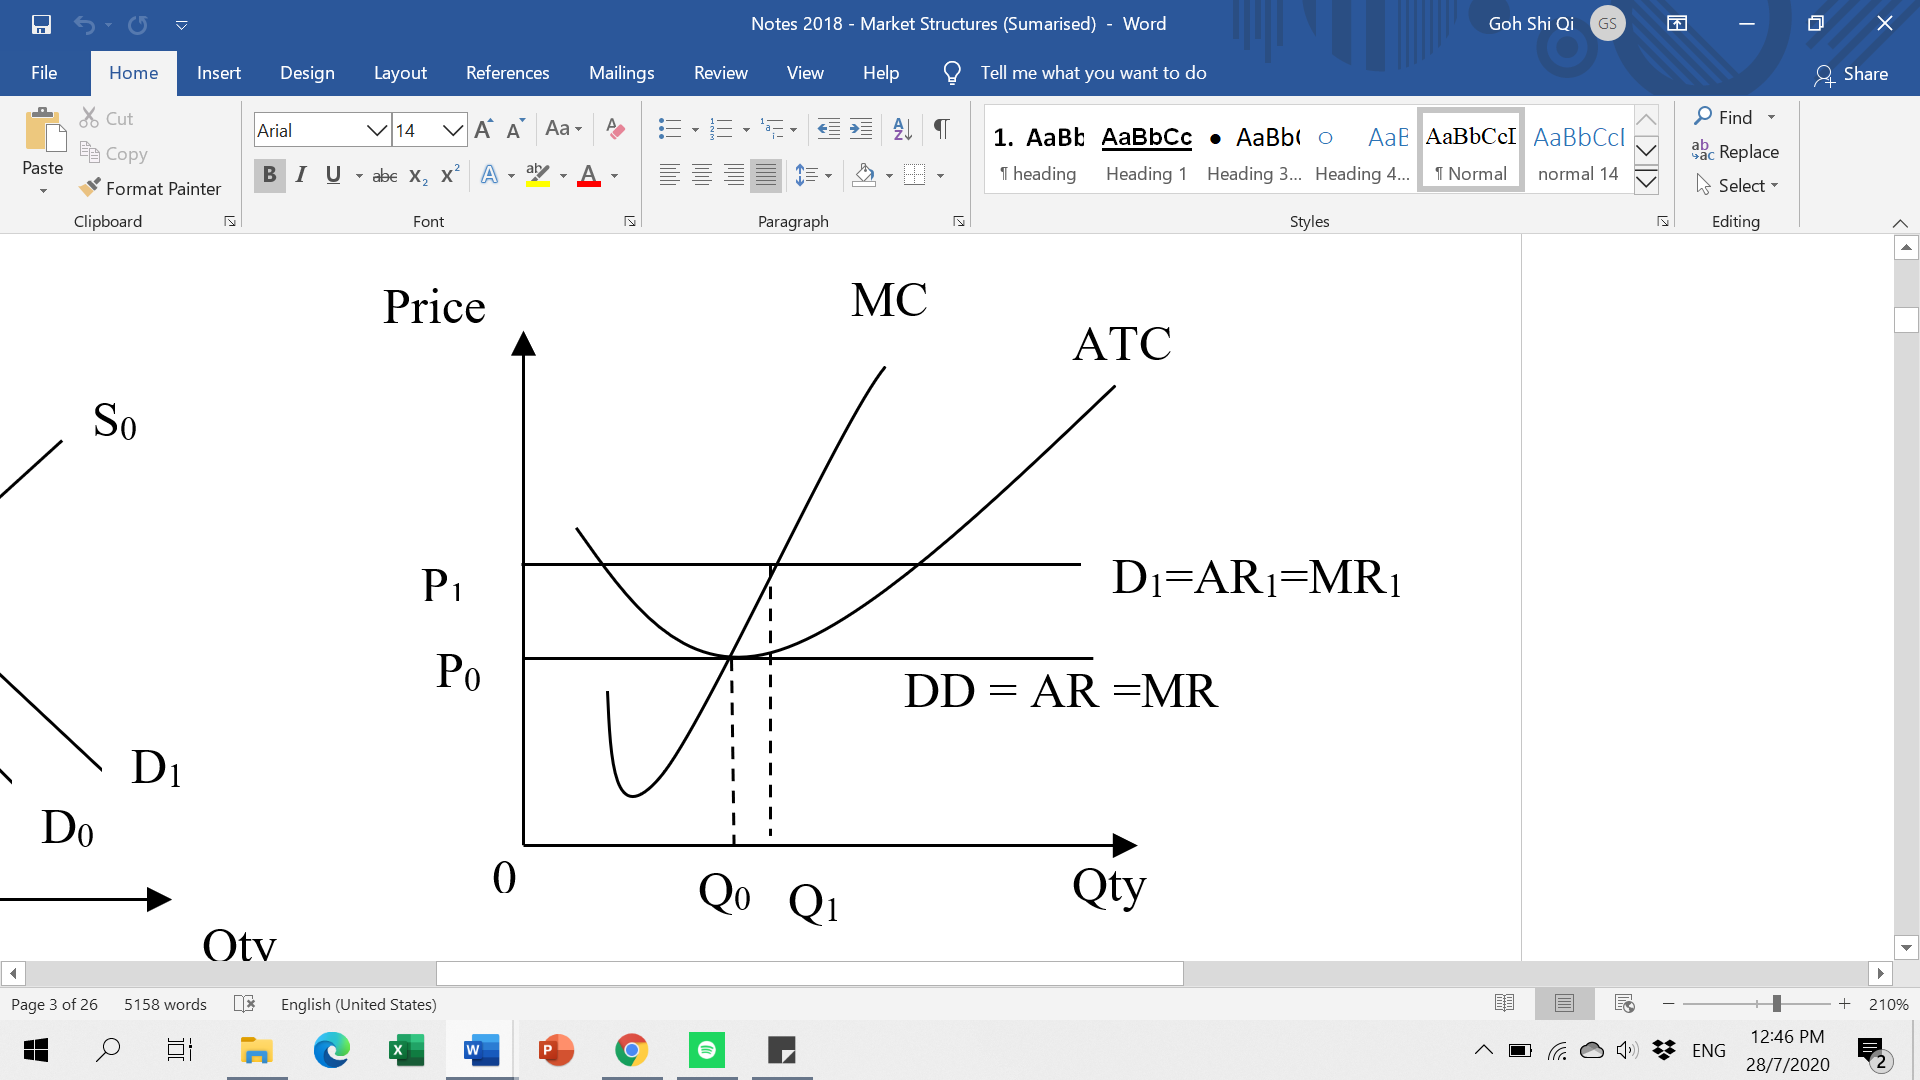 Notes 2018 - Market Structures (Sumarised) - Word
Goh Shi Qi GS
File Home Insert Design Layout References Mailings Review View Help Tell me what you want to do Share
Paste
Cut
Copy
Format Painter
Clipboard
Arial 14
Font
Paragraph
1. AaBb AaBbCc AaBb( AaB AaBbCcI AaBbCcI
¶ heading Heading 1 Heading 3... Heading 4... ¶ Normal normal 14
Styles
Find
Replace
Select
Editing
Price
MC
ATC
S0
P1
D1=AR1=MR1
P0
DD = AR =MR
D1
D0
0
Q0
Q1
Qty
Qty
Page 3 of 26 5158 words English (United States) 210%
ENG
12:46 PM
28/7/2020
2